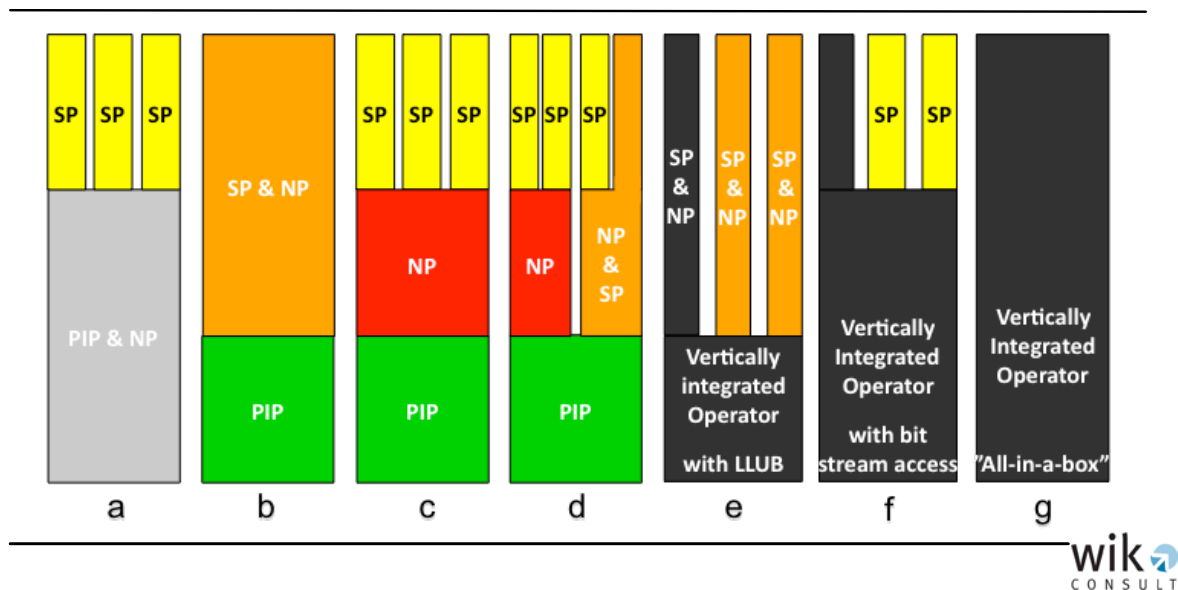 SP SP SP
PIP & NP
a
SP & NP
PIP
b
SP SP SP
NP
PIP
c
SP SP SP
NP
NP
&
SP
PIP
d
SP
&
NP
SP
&
NP
SP
&
NP
Vertically
integrated
Operator
with LLUB
e
SP SP
Vertically
Integrated
Operator
with bit
stream access
f
Vertically
Integrated
Operator
"All-in-a-box"
g
wik
CONSULT